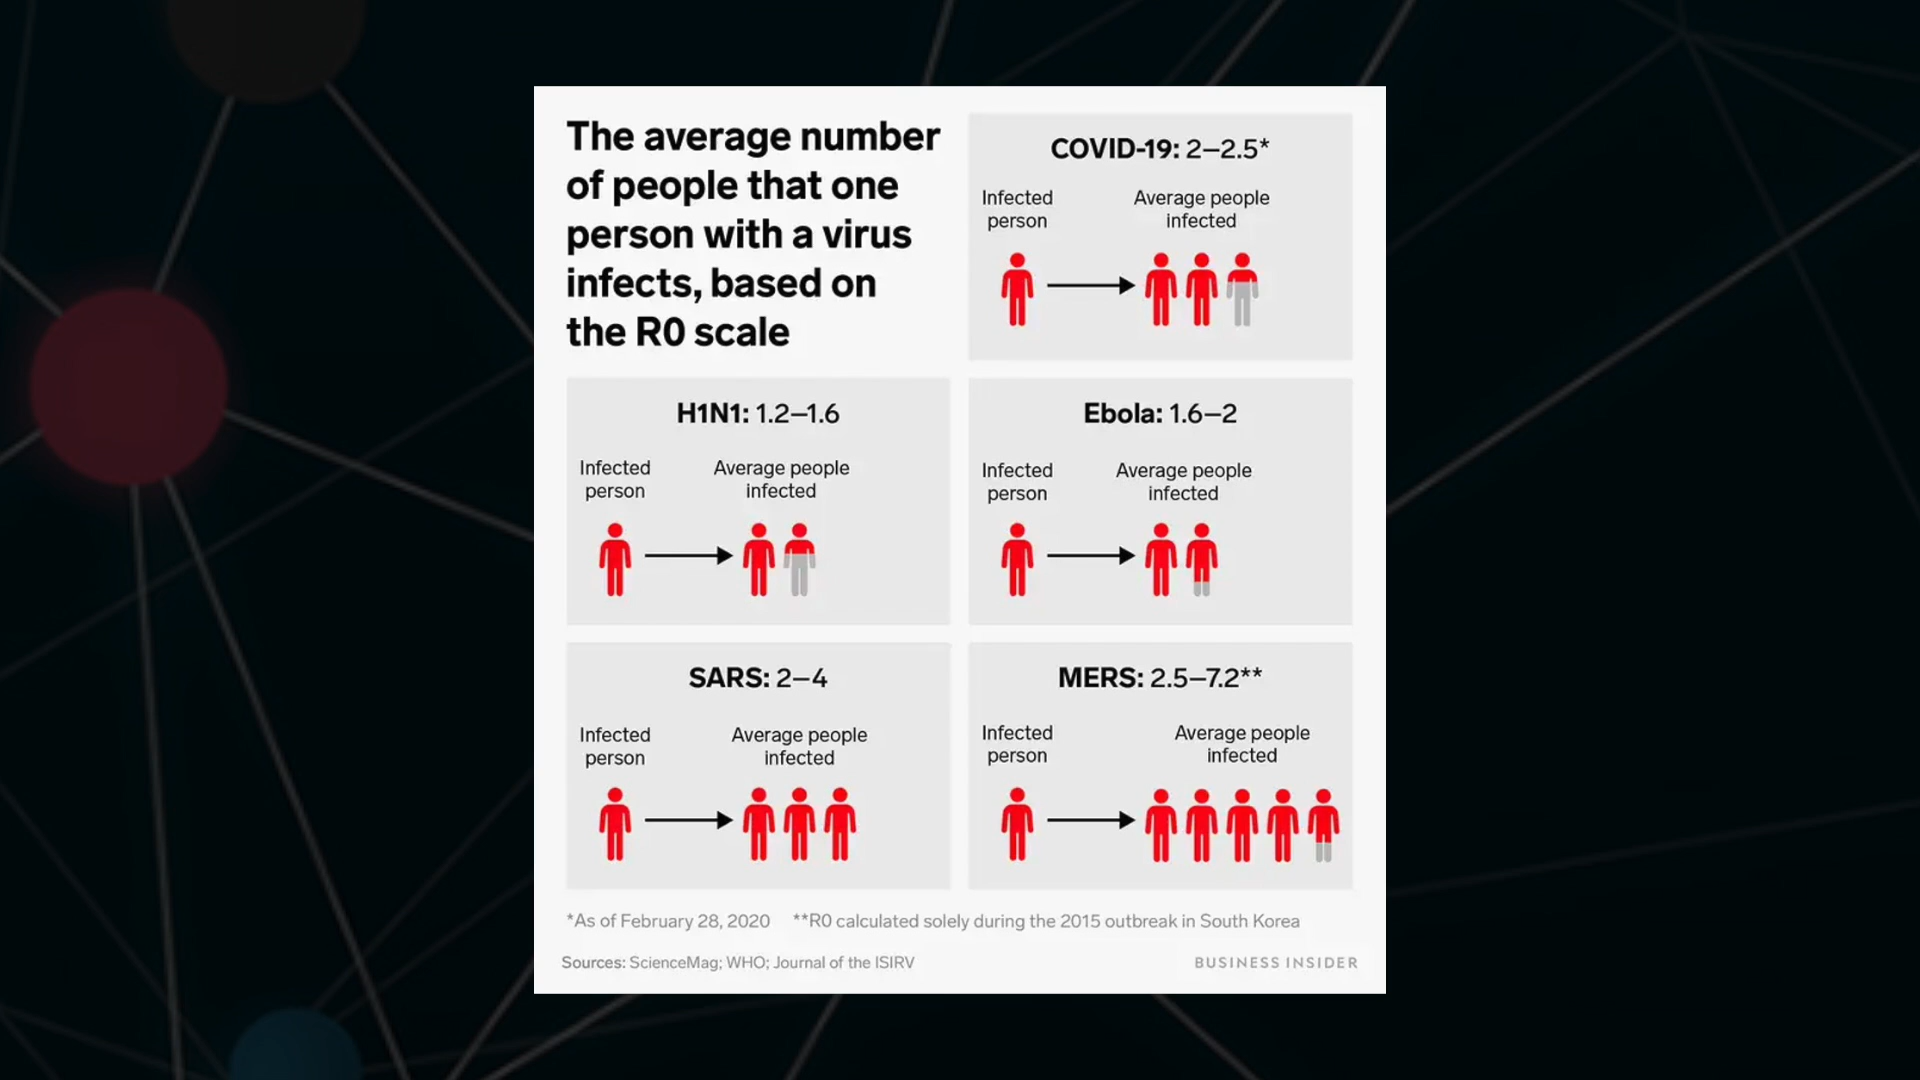 The average number
of people that one
person with a virus
infects, based on
the R0 scale
COVID-19: 2–2.5*
Infected
person
Average people
infected
H1N1: 1.2–1.6
Infected
person
Average people
infected
Ebola: 1.6–2
Infected
person
Average people
infected
SARS: 2–4
Infected
person
Average people
infected
MERS: 2.5–7.2**
Infected
person
Average people
infected
*As of February 28, 2020 **R0 calculated solely during the 2015 outbreak in South Korea
Sources: ScienceMag; WHO; Journal of the ISIRV
BUSINESS INSIDER